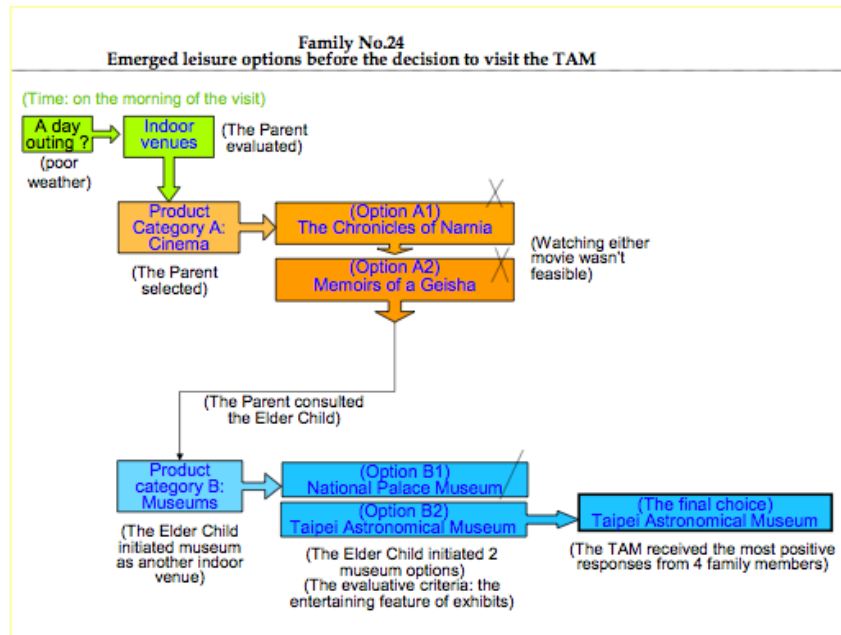 Family No.24
Emerged leisure options before the decision to visit the TAM
(Time: on the morning of the visit)
A day
outing ?
(poor
weather)
Indoor
venues
(The Parent
evaluated)
Product
Category A:
Cinema
(The Parent
selected)
(Option A1)
The Chronicles of Narnia
(Option A2)
Memoirs of a Geisha
(Watching either
movie wasn't
feasible)
(The Parent consulted
the Elder Child)
Product
category B:
Museums
(The Elder Child
initiated museum
as another indoor
venue)
(Option B1)
National Palace Museum
(Option B2)
Taipei Astronomical Museum
(The Elder Child initiated 2
museum options)
(The evaluative criteria: the
entertaining feature of exhibits)
(The final choice)
Taipei Astronomical Museum
(The TAM received the most positive
responses from 4 family members)